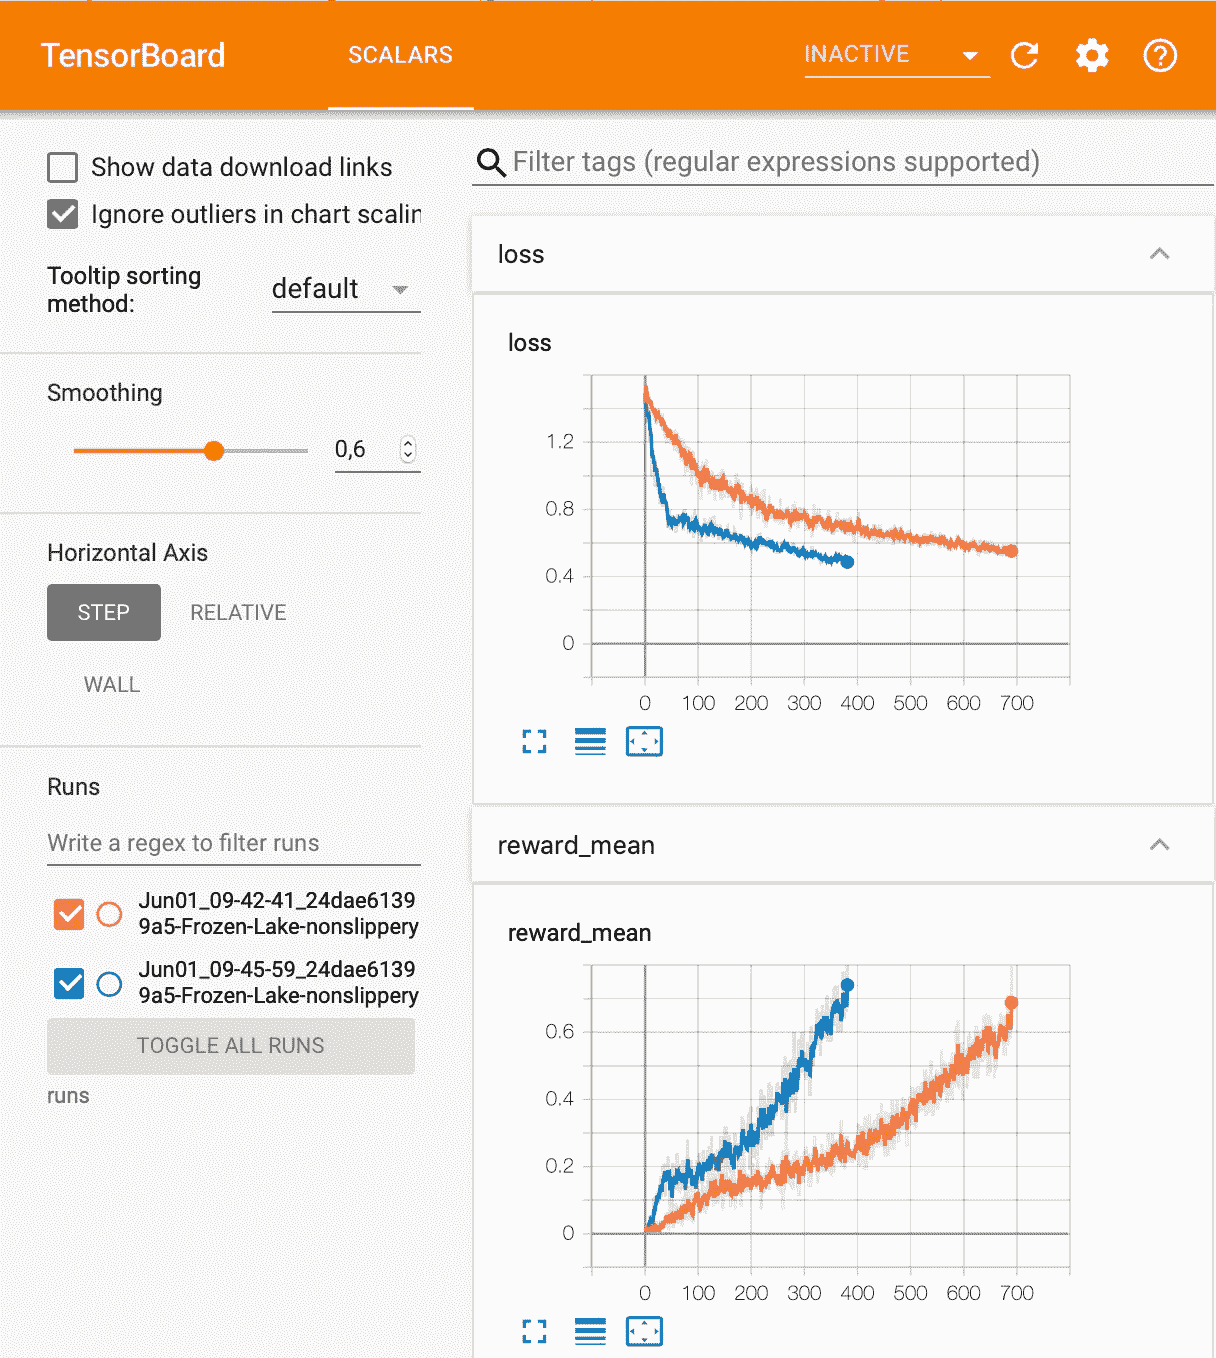 TensorBoard
SCALARS
INACTIVE
Show data download links
Ignore outliers in chart scalin
Tooltip sorting
method:
default
Smoothing
0,6
Horizontal Axis
STEP
RELATIVE
WALL
Runs
Write a regex to filter runs
Jun01_09-42-41_24dae6139
9a5-Frozen-Lake-nonslippery
Jun01_09-45-59_24dae6139
9a5-Frozen-Lake-nonslippery
TOGGLE ALL RUNS
runs
Filter tags (regular expressions supported)
loss
loss
1.2
0.8
0.4
0
0 100 200 300 400 500 600 700
reward_mean
reward_mean
0.6
0.4
0.2
0
0 100 200 300 400 500 600 700